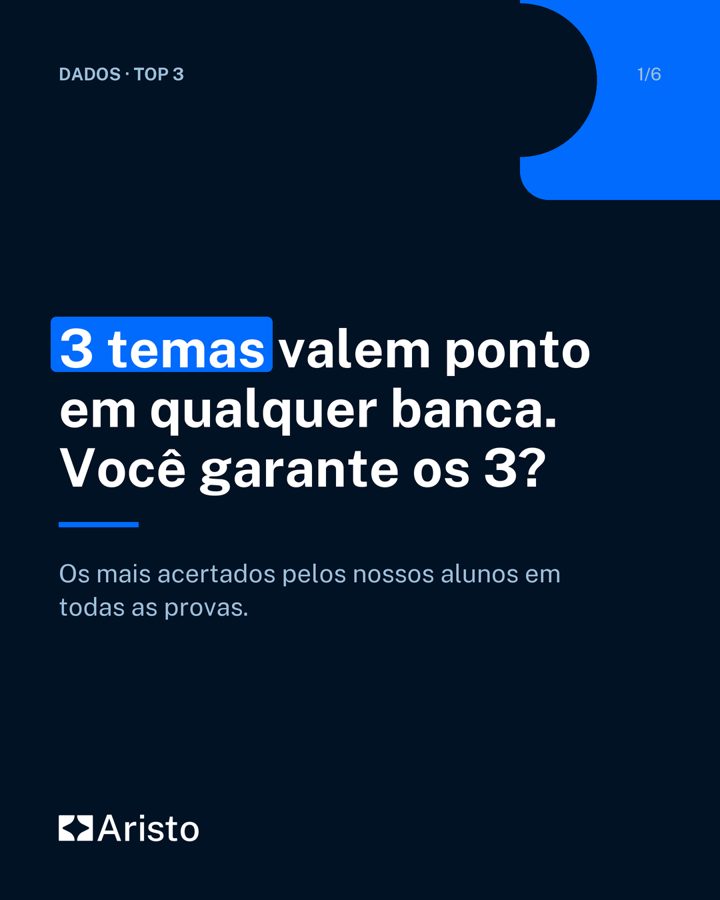 DADOS · TOP 3
1/6
3 temas valem ponto
em qualquer banca.
Você garante os 3?
Os mais acertados pelos nossos alunos em
todas as provas.
Aristo